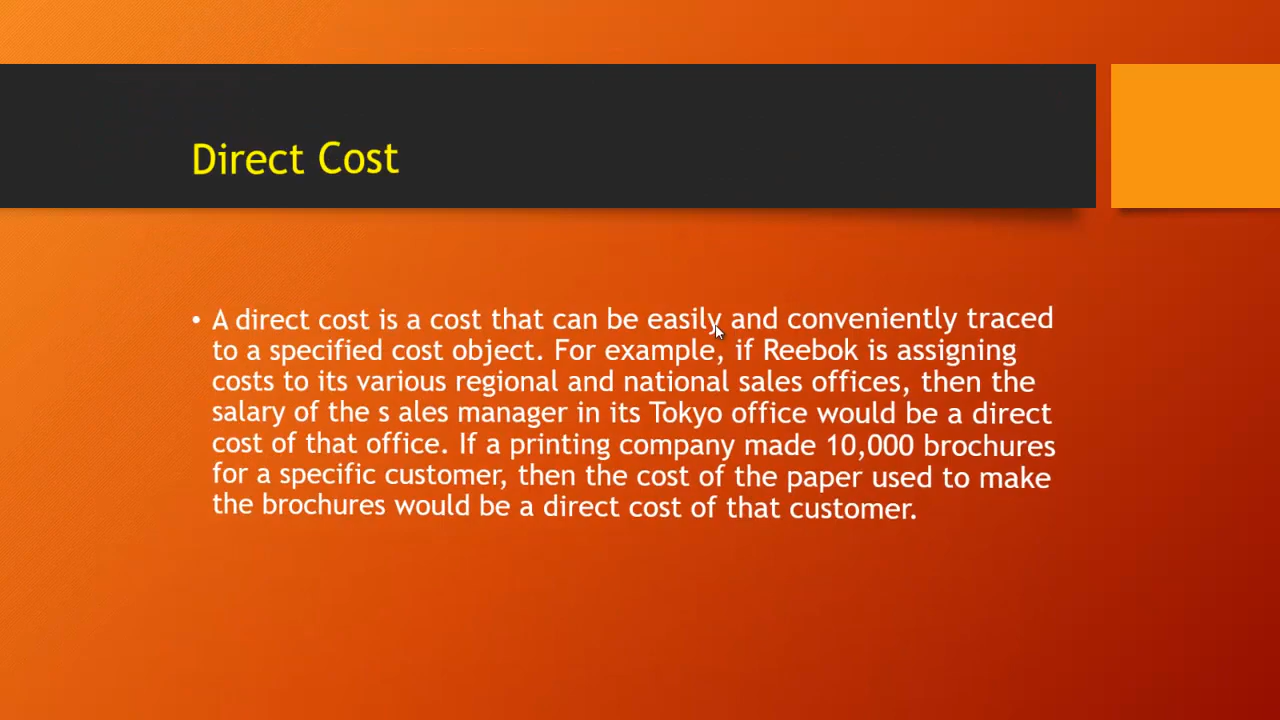 Direct Cost
• A direct cost is a cost that can be easily and conveniently traced
to a specified cost object. For example, if Reebok is assigning
costs to its various regional and national sales offices, then the
salary of the s ales manager in its Tokyo office would be a direct
cost of that office. If a printing company made 10,000 brochures
for a specific customer, then the cost of the paper used to make
the brochures would be a direct cost of that customer.